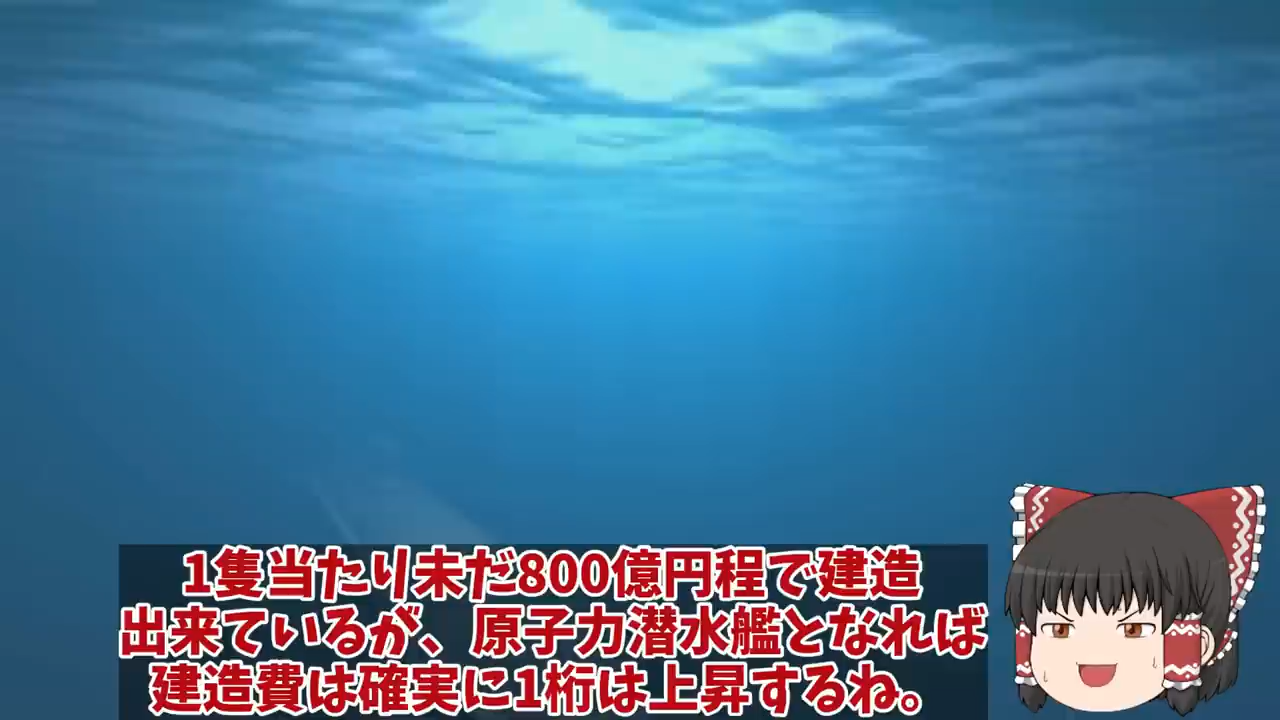 1隻当たり未だ800億円程で建造
出来ているが、原子力潜水艦となれば
建造費は確実に1桁は上昇するね。